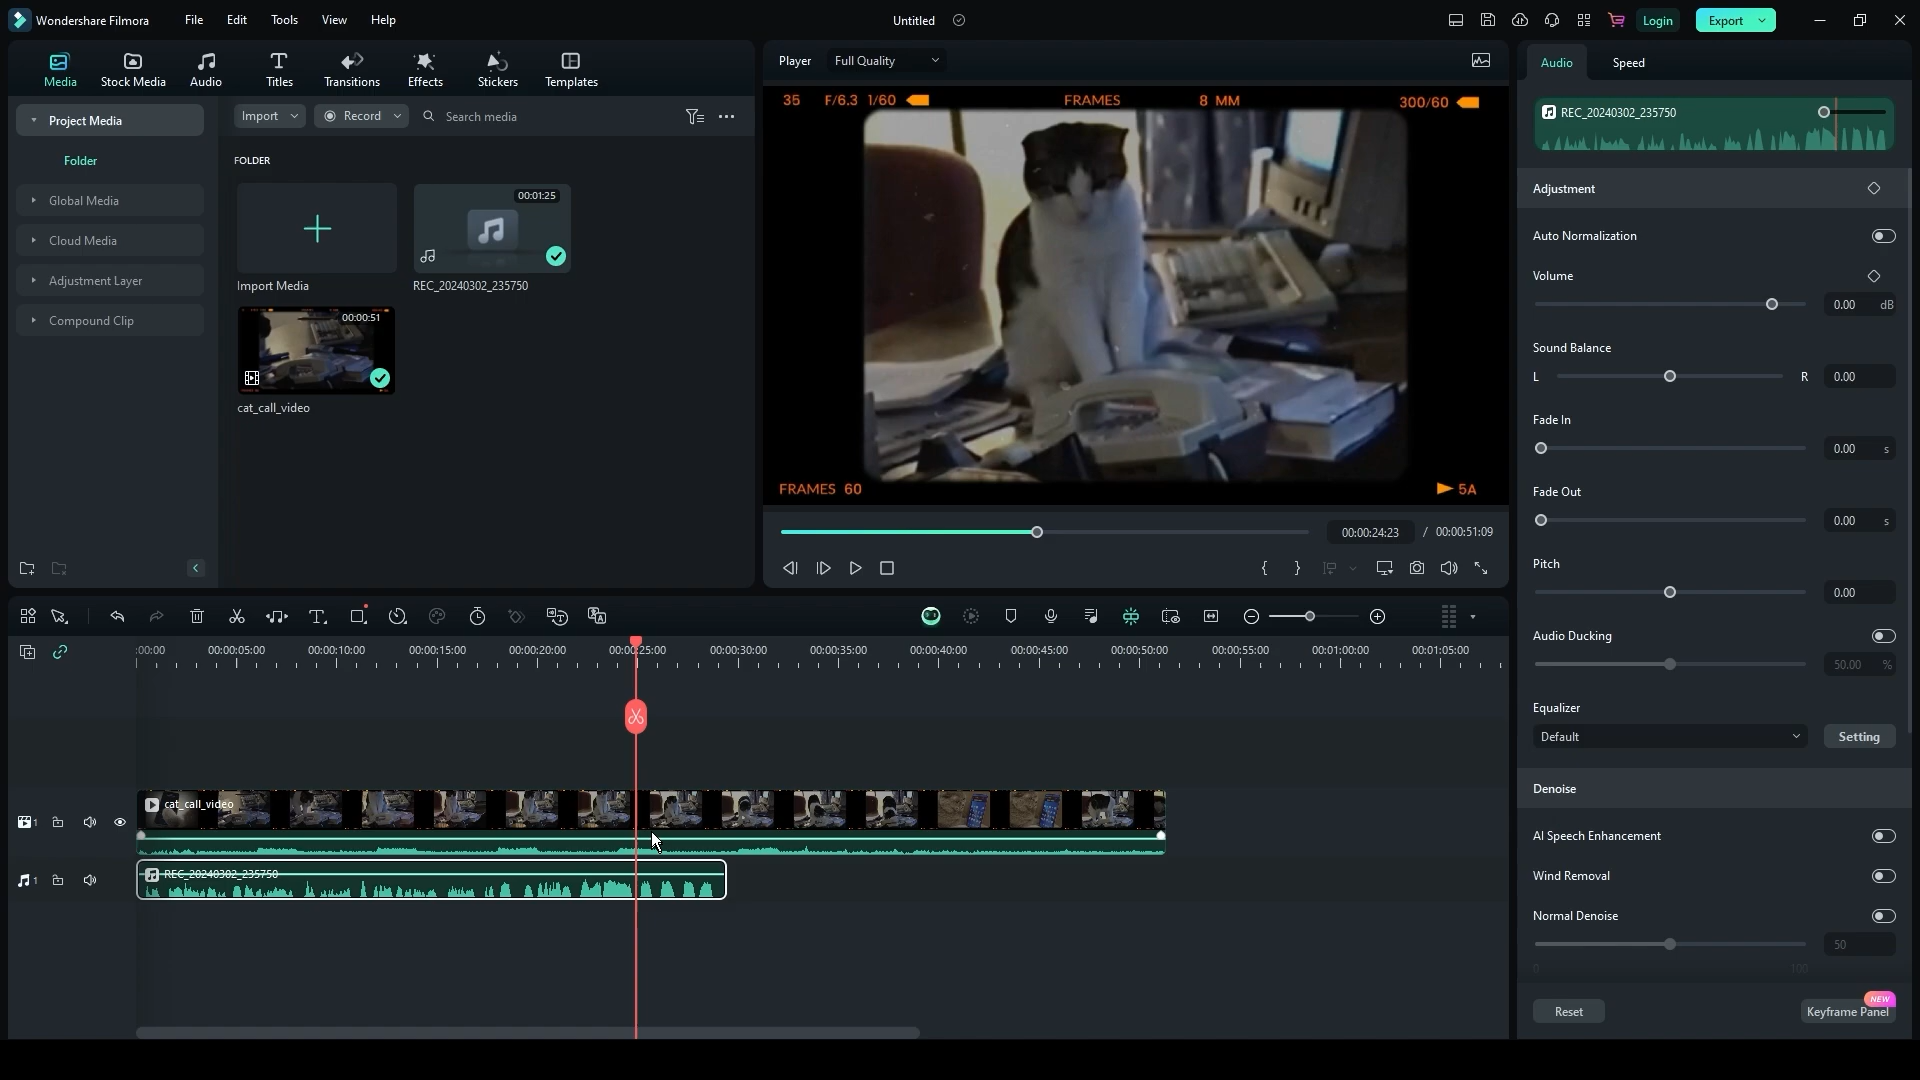 Wondershare Filmora File Edit Tools View Help Untitled Login Export
Media Stock Media Audio Titles Transitions Effects Stickers Templates
Player Full Quality
Audio Speed
Project Media
Folder
Global Media
Cloud Media
Adjustment Layer
Compound Clip
Import Record Search media
FOLDER
Import Media
00:01:25
REC_20240302_235750
00:00:51
cat_call_video
35 F/6.3 1/60 FRAMES 8 MM 300/60
FRAMES 60 5A
00:00:24:23 / 00:00:51:09
REC_20240302_235750
Adjustment
Auto Normalization
Volume
0.00 dB
Sound Balance
L R 0.00
Fade In
0.00 s
Fade Out
0.00 s
Pitch
0.00
Audio Ducking
50.00 %
Equalizer
Default Setting
Denoise
AI Speech Enhancement
Wind Removal
Normal Denoise
50
0 100
NEW
Reset Keyframe Panel
:00:00 00:00:05:00 00:00:10:00 00:00:15:00 00:00:20:00 00:00:25:00 00:00:30:00 00:00:35:00 00:00:40:00 00:00:45:00 00:00:50:00 00:00:55:00 00:01:00:00 00:01:05:00
1 cat_call_video
1 REC_20240302_235750